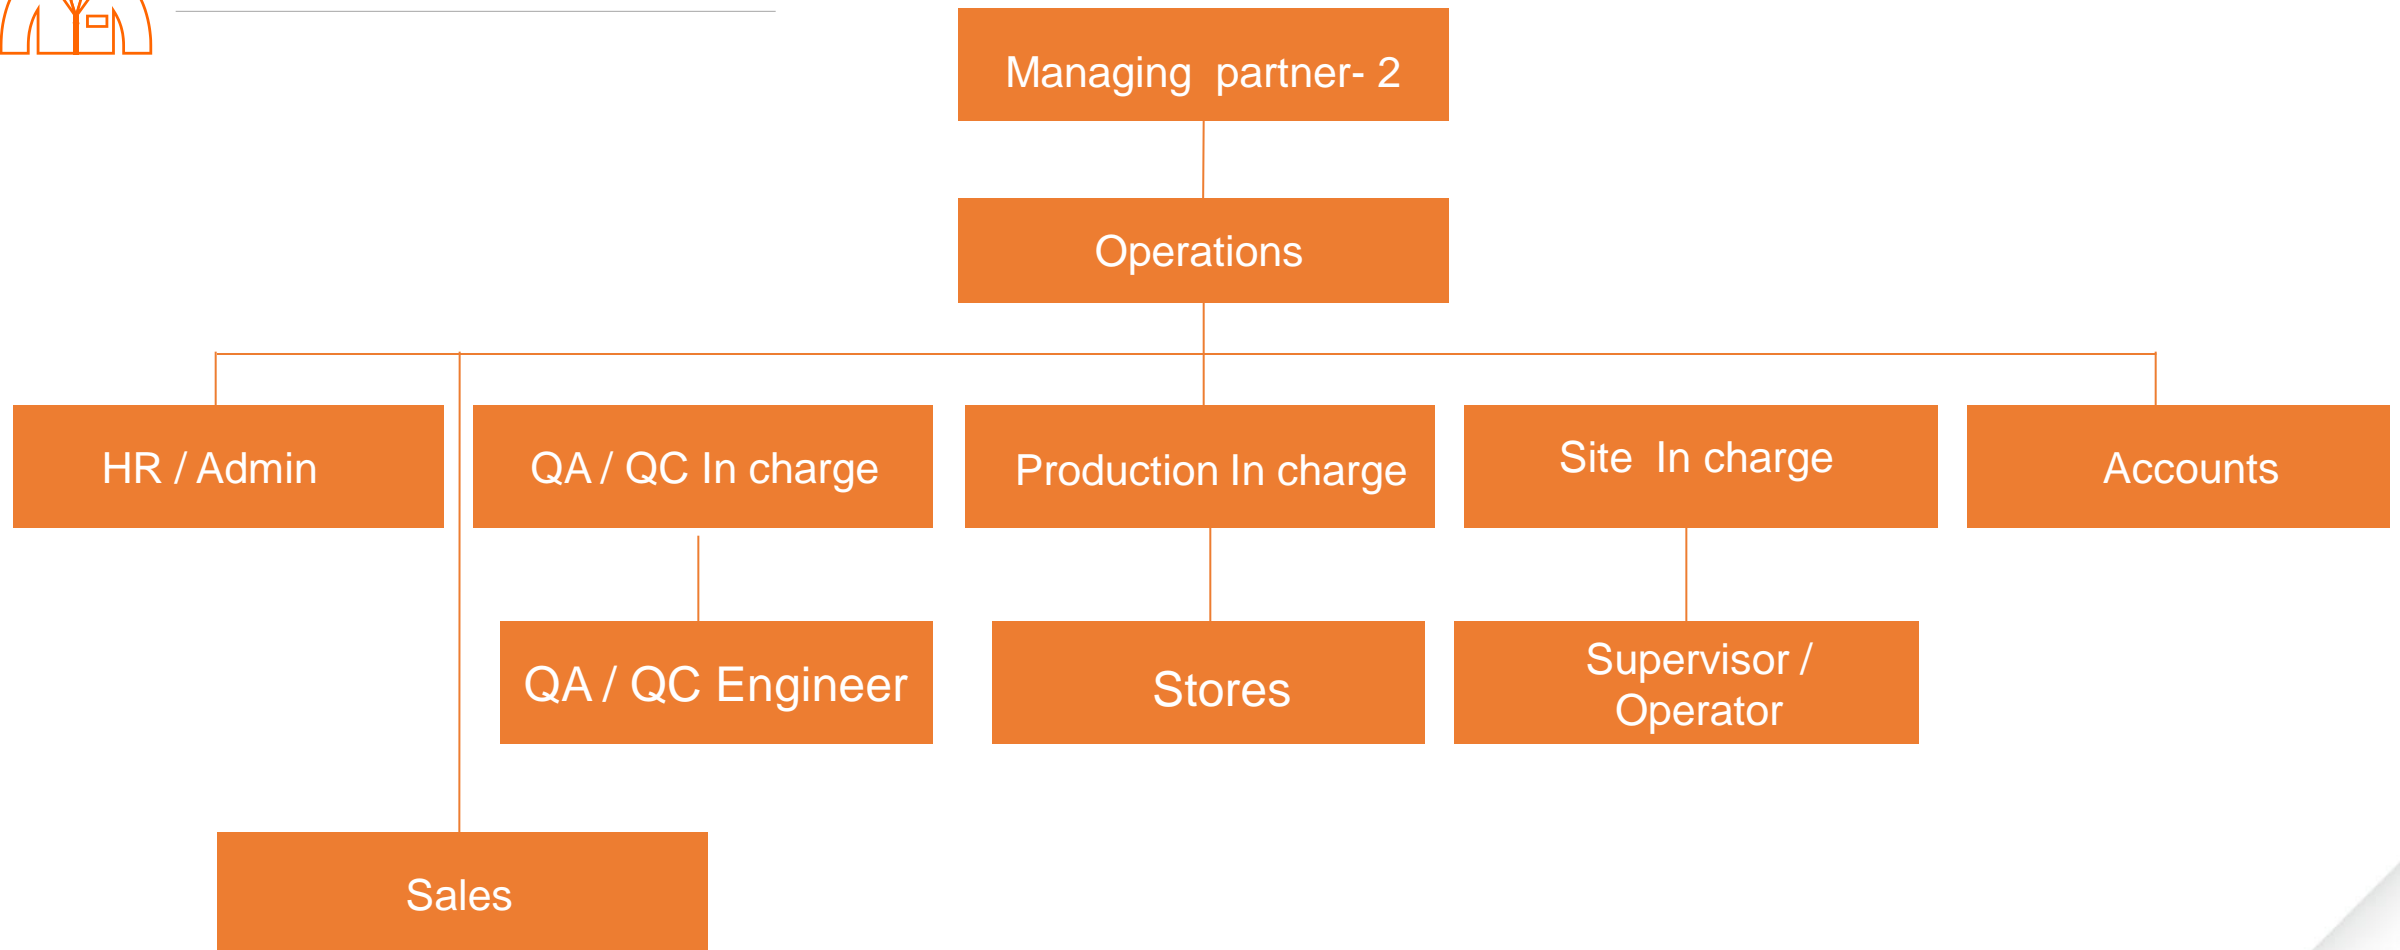 Managing partner- 2
Operations
HR / Admin
QA / QC In charge
Production In charge
Site In charge
Accounts
QA / QC Engineer
Stores
Supervisor /
Operator
Sales